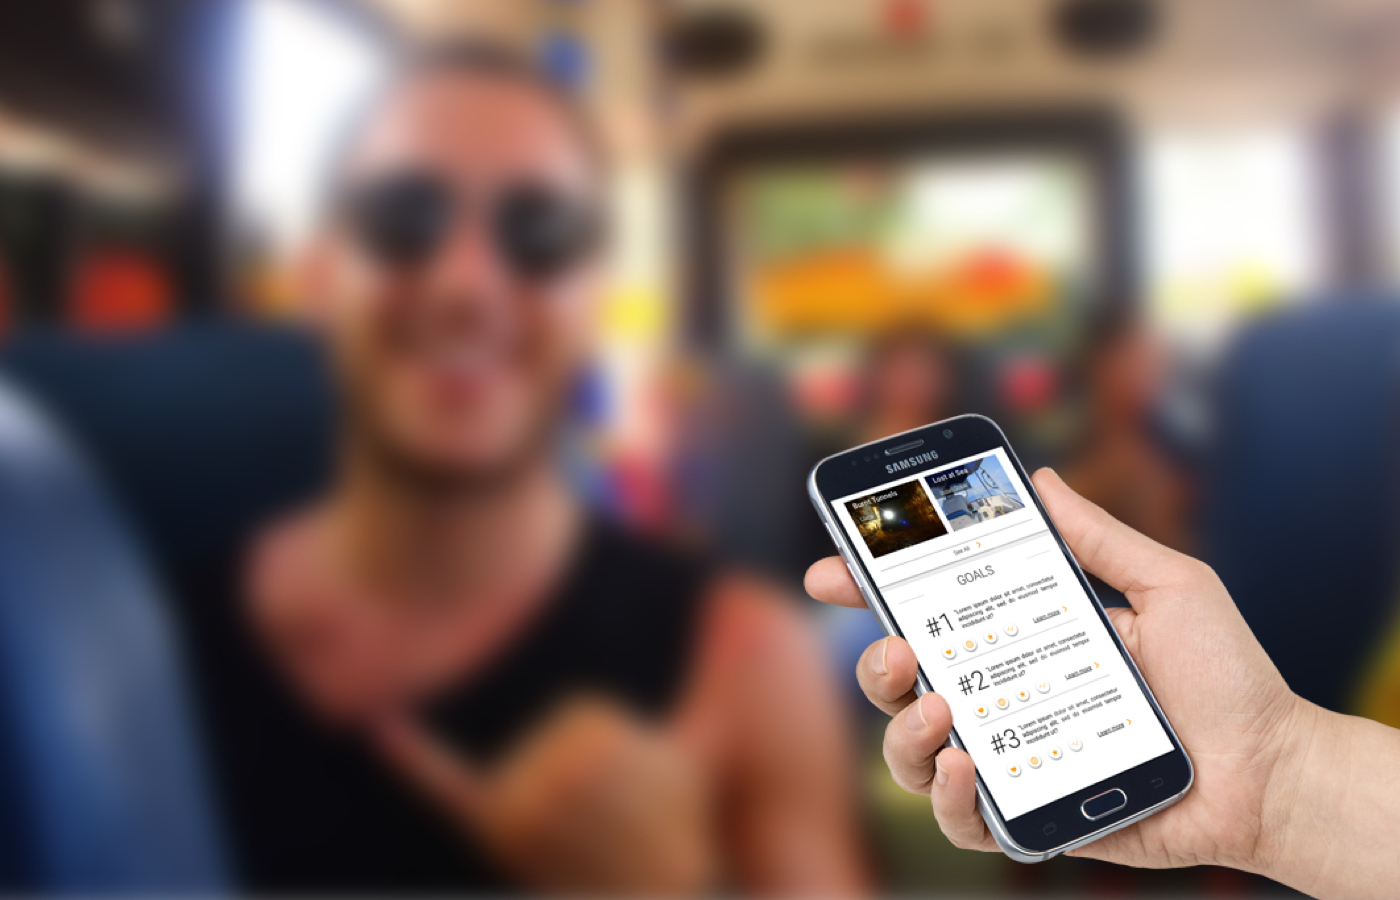 SAMSUNG
Burnt Tunnels
Lost at Sea
See All
GOALS
#1
"Lorem ipsum dolor sit amet, consectetur
adipiscing elit, sed do eiusmod tempor
incididunt ut?
Learn more
#2
"Lorem ipsum dolor sit amet, consectetur
adipiscing elit, sed do eiusmod tempor
incididunt ut?
Learn more
#3
"Lorem ipsum dolor sit amet, consectetur
adipiscing elit, sed do eiusmod tempor
incididunt ut?
Learn more